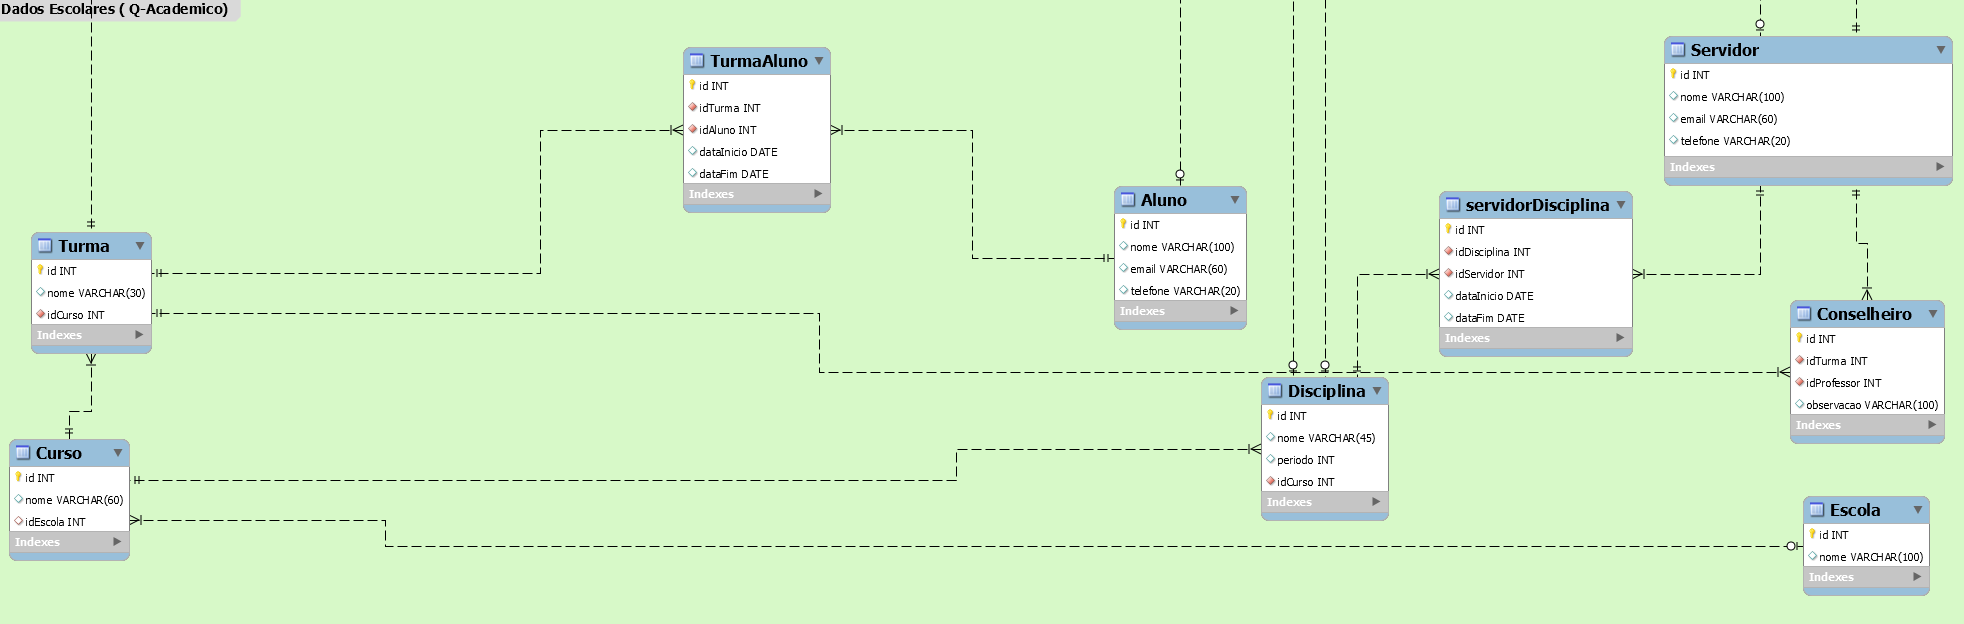 Dados Escolares ( Q-Academico)
TurmaAluno
id INT
idTurma INT
idAluno INT
dataInicio DATE
dataFim DATE
Indexes
Servidor
id INT
nome VARCHAR(100)
email VARCHAR(60)
telefone VARCHAR(20)
Indexes
Aluno
id INT
nome VARCHAR(100)
email VARCHAR(60)
telefone VARCHAR(20)
Indexes
servidorDisciplina
id INT
idDisciplina INT
idServidor INT
dataInicio DATE
dataFim DATE
Indexes
Turma
id INT
nome VARCHAR(30)
idCurso INT
Indexes
Conselheiro
id INT
idTurma INT
idProfessor INT
observacao VARCHAR(100)
Indexes
Disciplina
id INT
nome VARCHAR(45)
periodo INT
idCurso INT
Indexes
Curso
id INT
nome VARCHAR(60)
idEscola INT
Indexes
Escola
id INT
nome VARCHAR(100)
Indexes